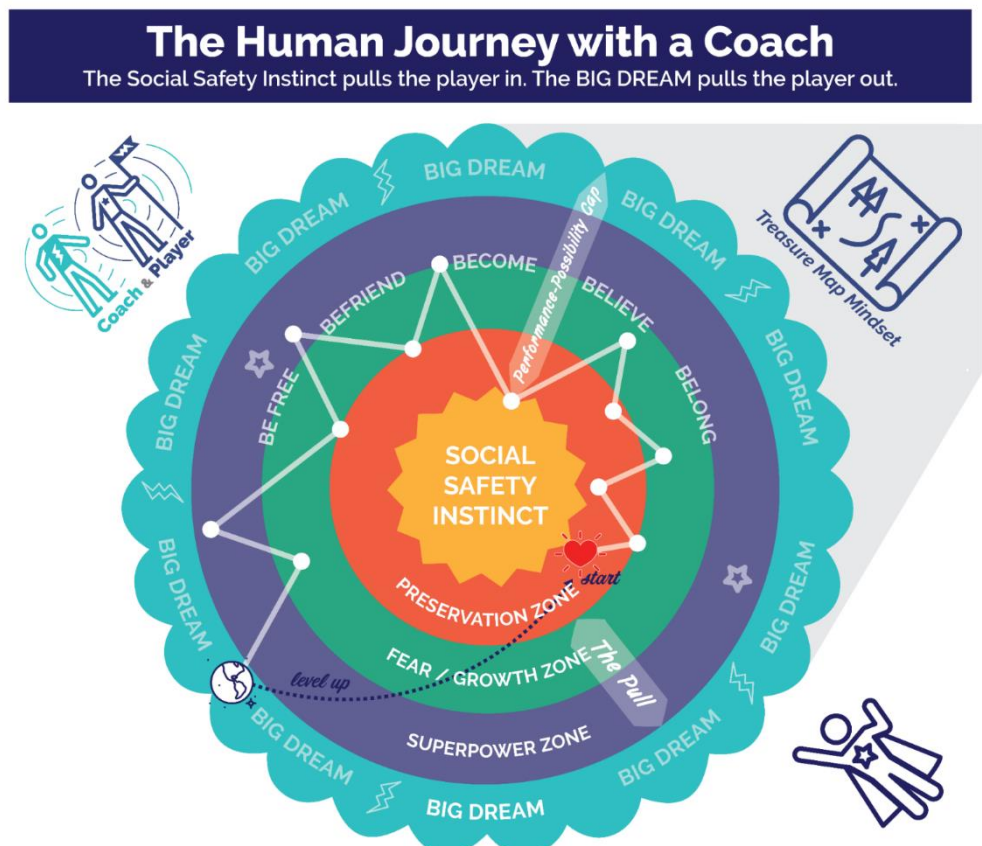 The Human Journey with a Coach
The Social Safety Instinct pulls the player in. The BIG DREAM pulls the player out.
Coach & Player
Treasure Map Mindset
BIG DREAM
BIG DREAM
BIG DREAM
BIG DREAM
BIG DREAM
BIG DREAM
BIG DREAM
BIG DREAM
BIG DREAM
BIG DREAM
BIG DREAM
Performance-Possibility Gap
BE FREE
BEFRIEND
BECOME
BELIEVE
BELONG
SOCIAL
SAFETY
INSTINCT
start
PRESERVATION ZONE
FEAR / GROWTH ZONE
The Pull
level up
SUPERPOWER ZONE